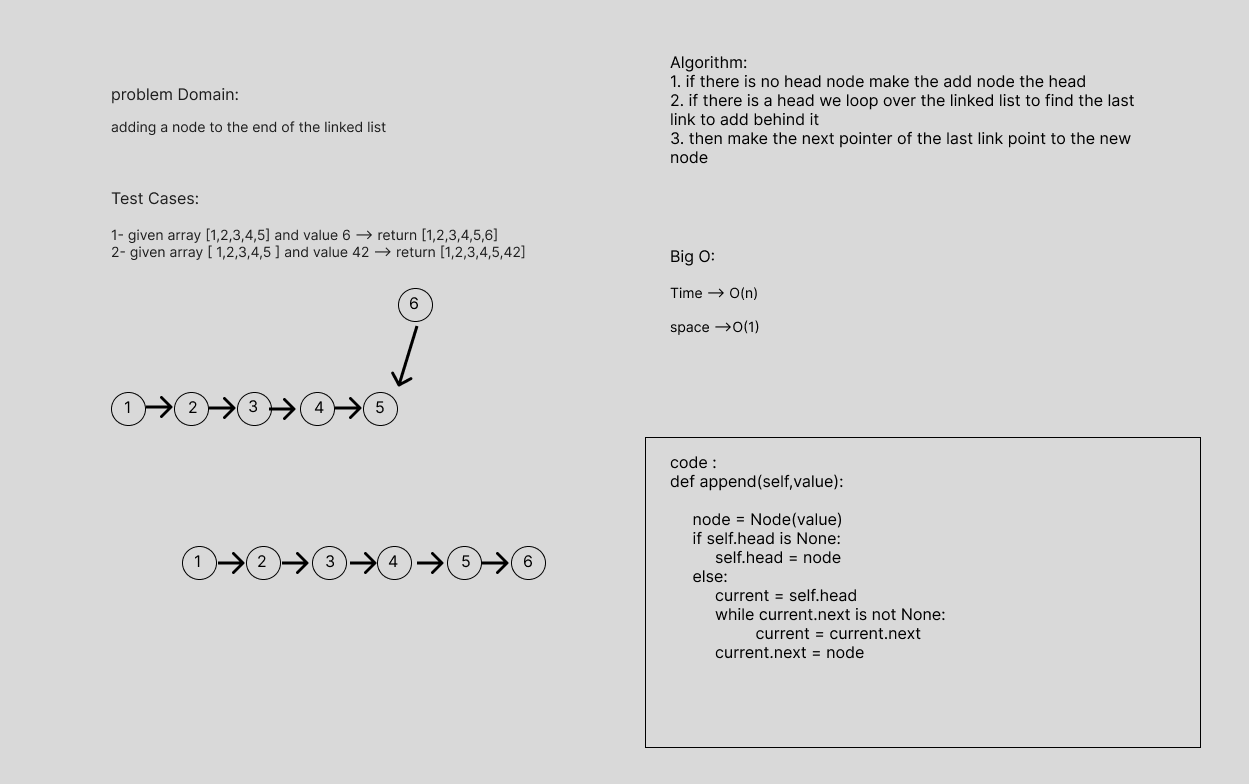 problem Domain:
adding a node to the end of the linked list
Test Cases:
1- given array [1,2,3,4,5] and value 6 --> return [1,2,3,4,5,6]
2- given array [ 1,2,3,4,5 ] and value 42 --> return [1,2,3,4,5,42]
6
1 2 3 4 5
1 2 3 4 5 6
Algorithm:
1. if there is no head node make the add node the head
2. if there is a head we loop over the linked list to find the last
link to add behind it
3. then make the next pointer of the last link point to the new
node
Big O:
Time --> O(n)
space -->O(1)
code :
def append(self,value):
node = Node(value)
if self.head is None:
self.head = node
else:
current = self.head
while current.next is not None:
current = current.next
current.next = node